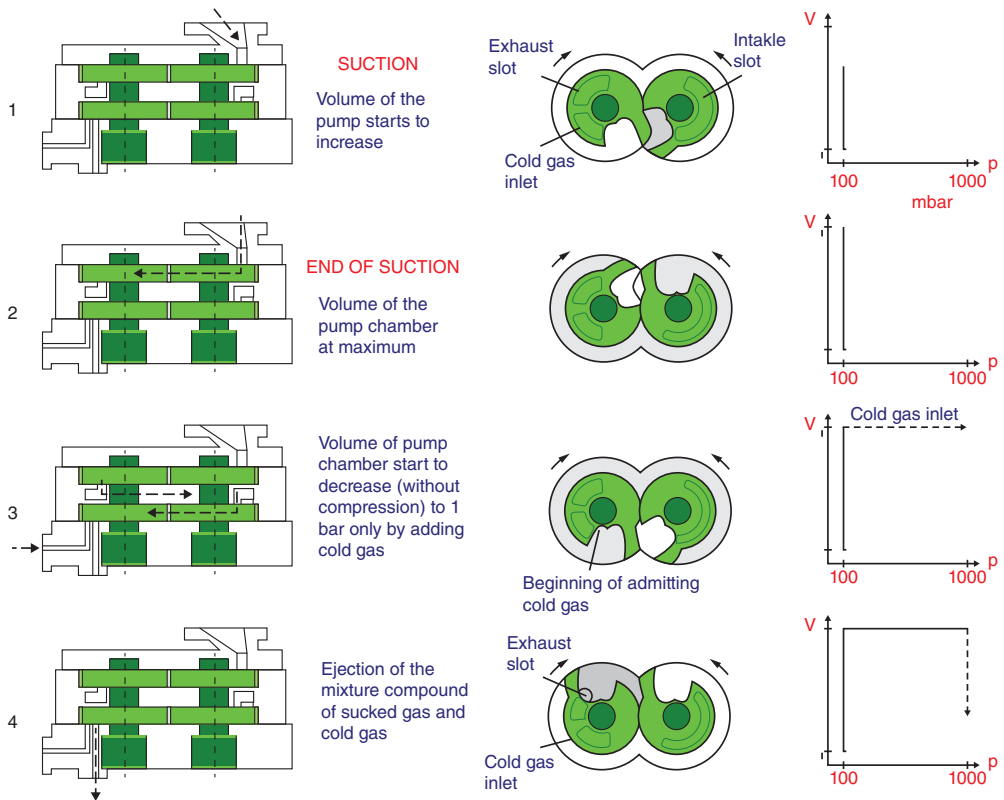 1
SUCTION
Volume of the
pump starts to
increase
Exhaust
slot
Intakle
slot
Cold gas
inlet
V
100
1000
p
mbar
2
END OF SUCTION
Volume of the
pump chamber
at maximum
V
100
1000
p
3
Volume of pump
chamber start to
decrease (without
compression) to 1
bar only by adding
cold gas
Beginning of admitting
cold gas
V
Cold gas inlet
100
1000
p
4
Ejection of the
mixture compound
of sucked gas and
cold gas
Exhaust
slot
Cold gas
inlet
V
100
1000
p